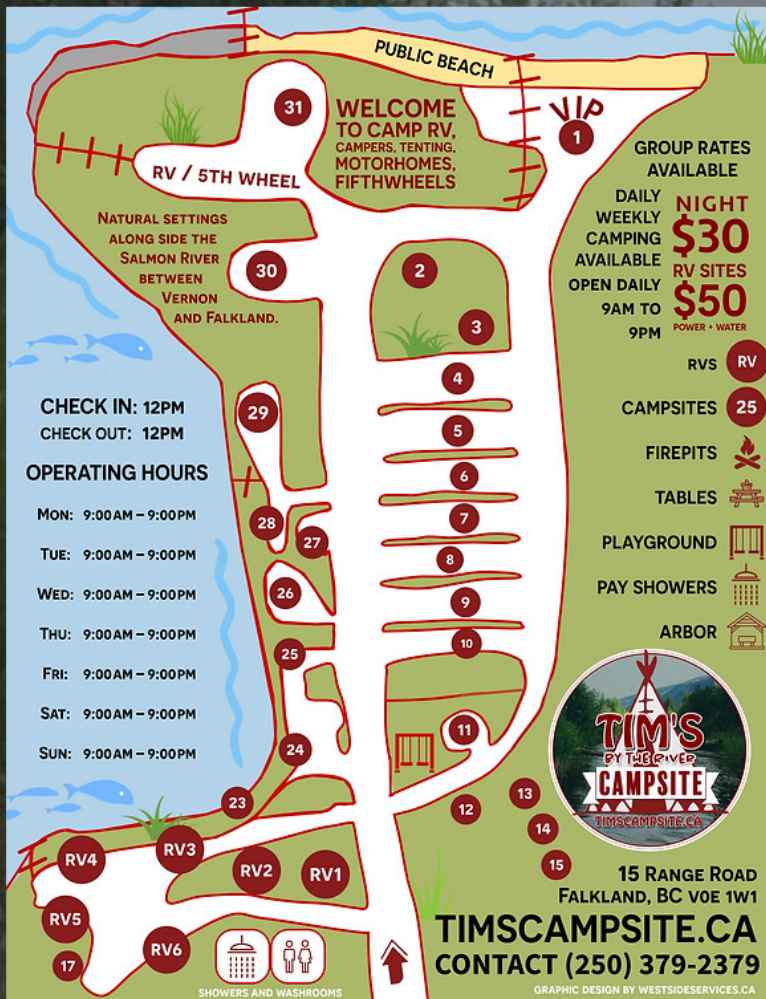 PUBLIC BEACH
31
WELCOME
TO CAMP RV,
CAMPERS, TENTING,
MOTORHOMES,
FIFTHWHEELS
VIP
1
RV / 5TH WHEEL
GROUP RATES
AVAILABLE
DAILY
WEEKLY
CAMPING
AVAILABLE
OPEN DAILY
9AM TO
9PM
NIGHT
$30
RV SITES
$50
POWER + WATER
NATURAL SETTINGS
ALONG SIDE THE
SALMON RIVER
BETWEEN
VERNON
AND FALKLAND.
30
2
3
4
5
6
7
8
9
10
11
12
13
14
15
29
28
27
26
25
24
23
RVS RV
CAMPSITES 25
FIREPITS
TABLES
PLAYGROUND
PAY SHOWERS
ARBOR
CHECK IN: 12PM
CHECK OUT: 12PM
OPERATING HOURS
MON: 9:00AM – 9:00PM
TUE: 9:00AM – 9:00PM
WED: 9:00AM – 9:00PM
THU: 9:00AM – 9:00PM
FRI: 9:00AM – 9:00PM
SAT: 9:00AM – 9:00PM
SUN: 9:00AM – 9:00PM
RV4
RV3
RV2
RV1
RV5
RV6
17
SHOWERS AND WASHROOMS
TIM'S
BY THE RIVER
CAMPSITE
TIMSCAMPSITE.CA
15 RANGE ROAD
FALKLAND, BC V0E 1W1
TIMSCAMPSITE.CA
CONTACT (250) 379-2379
GRAPHIC DESIGN BY WESTSIDESERVICES.CA